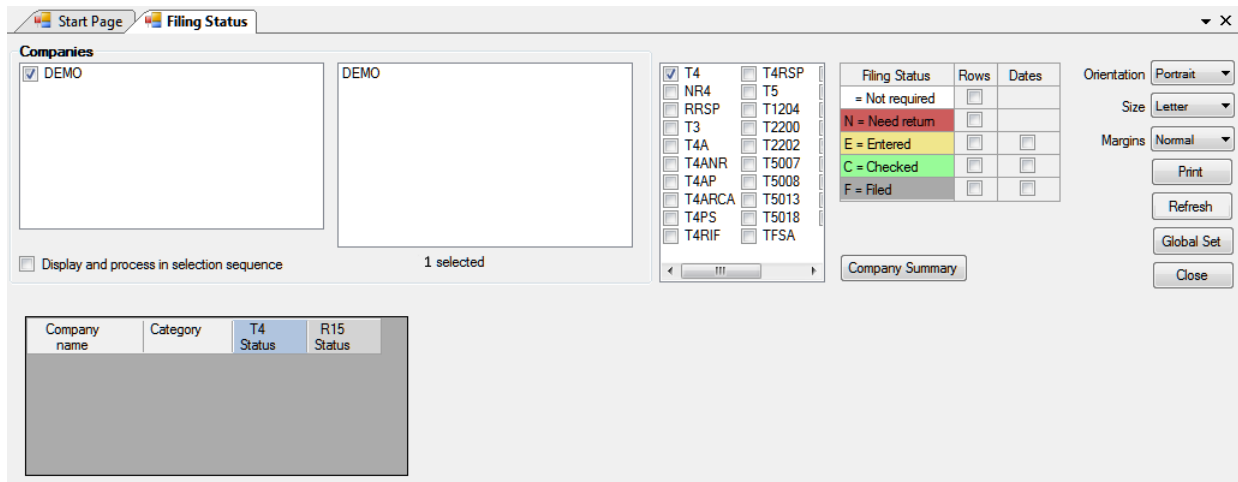 Start Page Filing Status
Companies
DEMO
DEMO
Display and process in selection sequence
1 selected
T4 T4RSP
NR4 T5
RRSP T1204
T3 T2200
T4A T2202
T4ANR T5007
T4AP T5008
T4ARCA T5013
T4PS T5018
T4RIF TFSA
Filing Status Rows Dates
= Not required
N = Need return
E = Entered
C = Checked
F = Filed
Company Summary
Orientation Portrait
Size Letter
Margins Normal
Print
Refresh
Global Set
Close
Company name Category T4 Status R15 Status